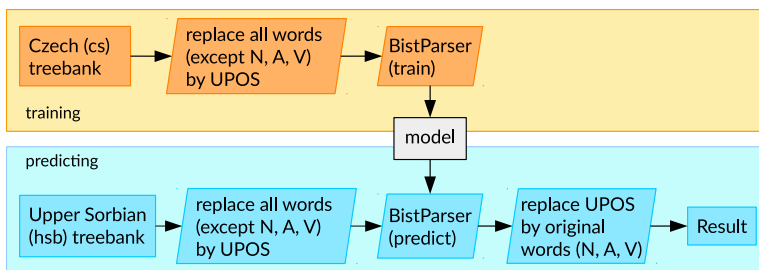 Czech (cs)
treebank
replace all words
(except N, A, V)
by UPOS
BistParser
(train)
training
model
predicting
Upper Sorbian
(hsb) treebank
replace all words
(except N, A, V)
by UPOS
BistParser
(predict)
replace UPOS
by original
words (N, A, V)
Result